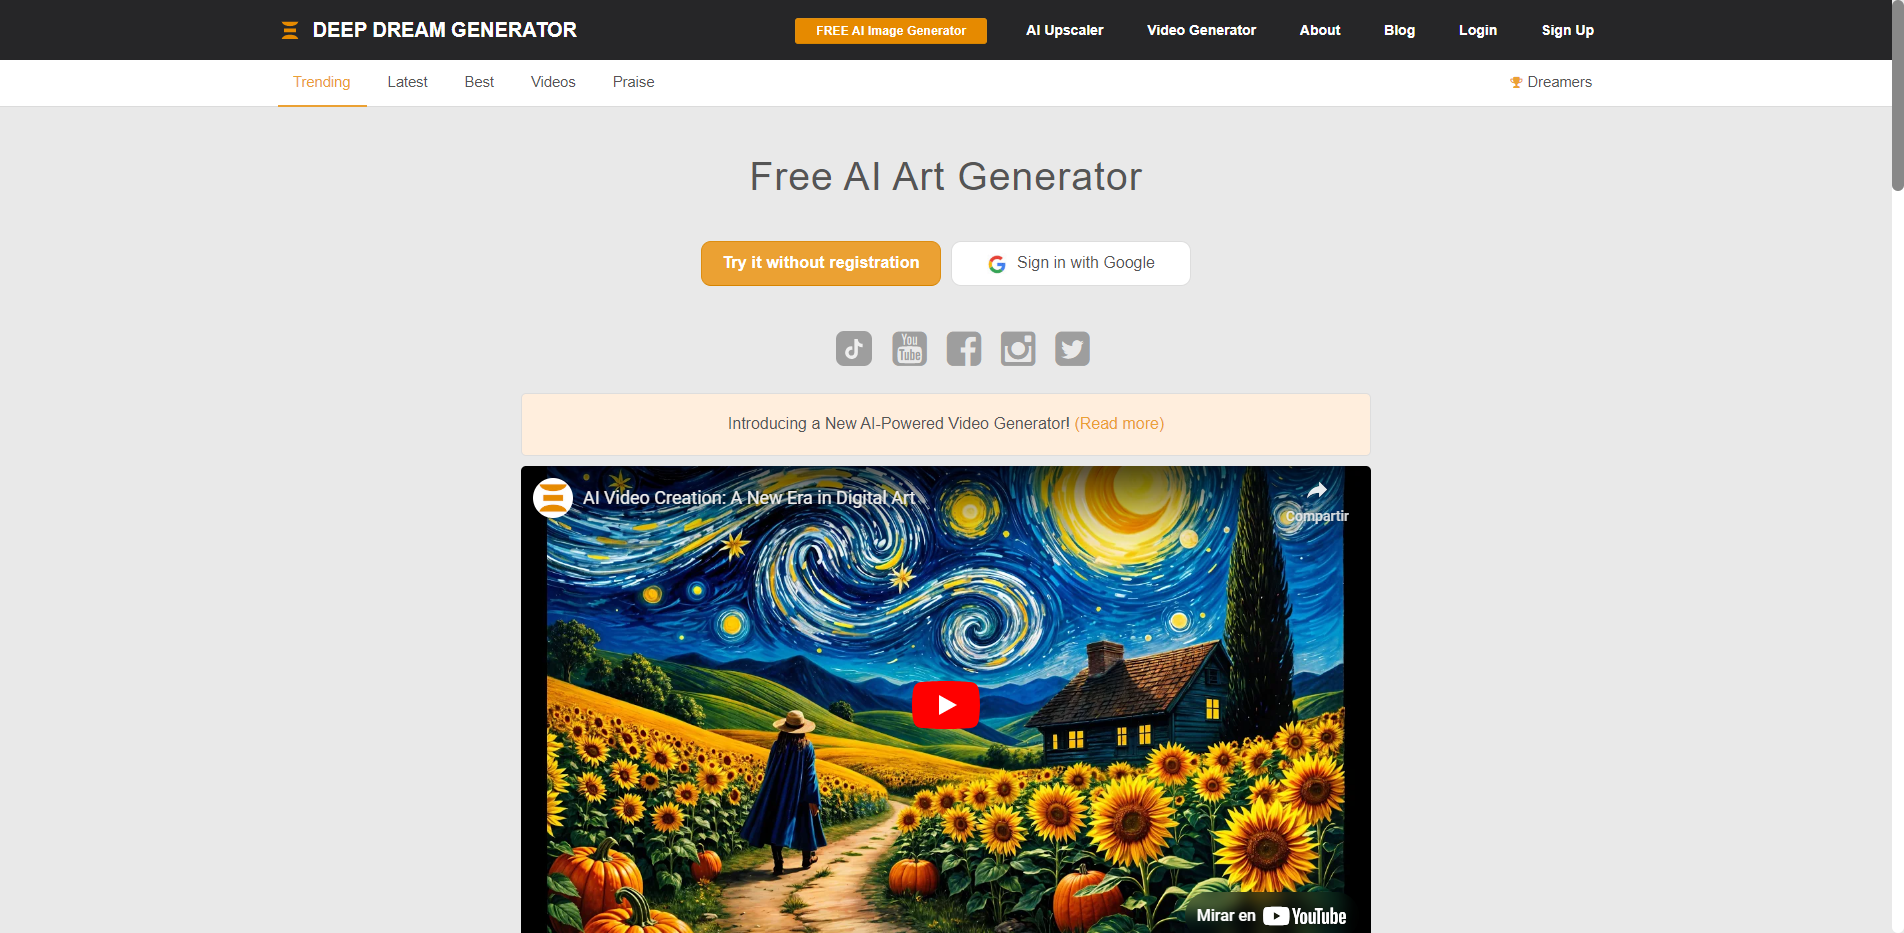 DEEP DREAM GENERATOR
FREE AI Image Generator
AI Upscaler
Video Generator
About
Blog
Login
Sign Up
Trending
Latest
Best
Videos
Praise
Dreamers
Free AI Art Generator
Try it without registration
Sign in with Google
You
Tube
Introducing a New AI-Powered Video Generator! (Read more)
AI Video Creation: A New Era in Digital Art
Compartir
Mirar en YouTube